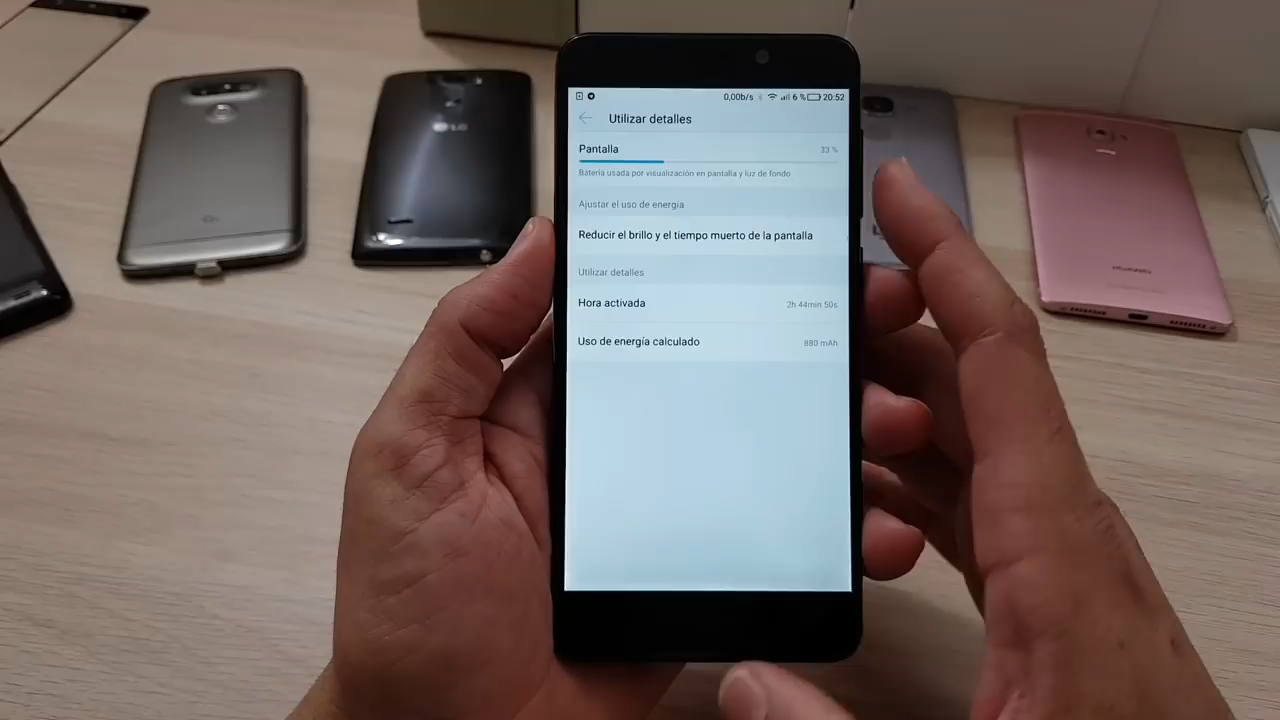 0,00b/s 6 % 20:52
Utilizar detalles
Pantalla 33 %
Batería usada por visualización en pantalla y luz de fondo
Ajustar el uso de energía
Reducir el brillo y el tiempo muerto de la pantalla
Utilizar detalles
Hora activada 2h 44min 50s
Uso de energía calculado 880 mAh
LG
HUAWEI